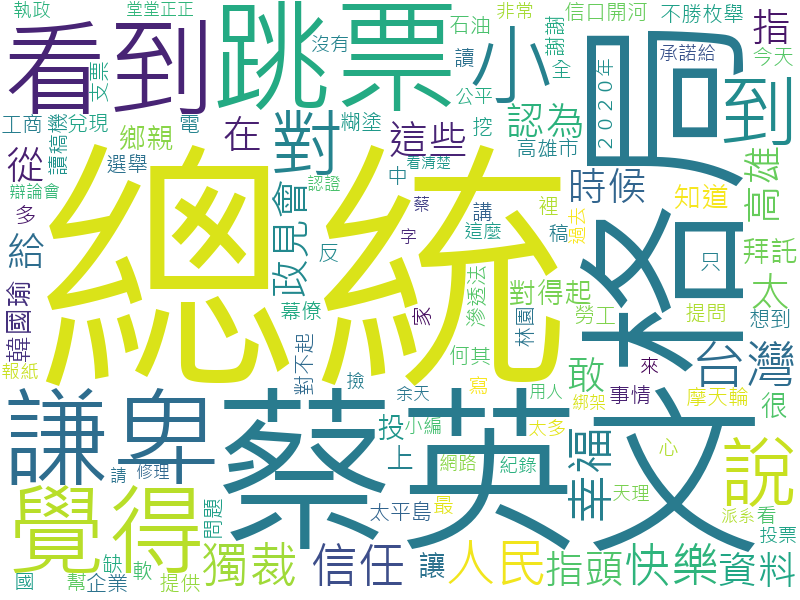 執政
堂堂正正
非常
信口開河
不勝枚舉
指
看到
跳票
小
石油
謝謝
沒有
讀
全
承諾給
今天
支票
公平
2020年
周
到
工商
讀稿機
兌現
鄉親
電
在
對
糊塗
這些
挖
認為
高雄市
從
選舉
看清楚
時候
高雄
辯論會
認證
中
蔡
知道
多
總統
政見會
講
裡
過去
拜託
給
反
字
這麼
稿
只
格
韓國瑜
幕僚
家
滲透法
對得起
勞工
提問
太
想到
林園
報紙
對不起
何其
敢
來
台灣
謙卑
蔡英文
撿
余天
寫
用人
綁架
事情
摩天輪
很
投
小編
太多
幸福
說
覺得
上
網路
紀錄
心
請
修理
問題
太平島
最
天理
派系
看
投票
缺
軟
獨裁
信任
讓
人民
指頭
快樂
資料
國
幫
企業
提供